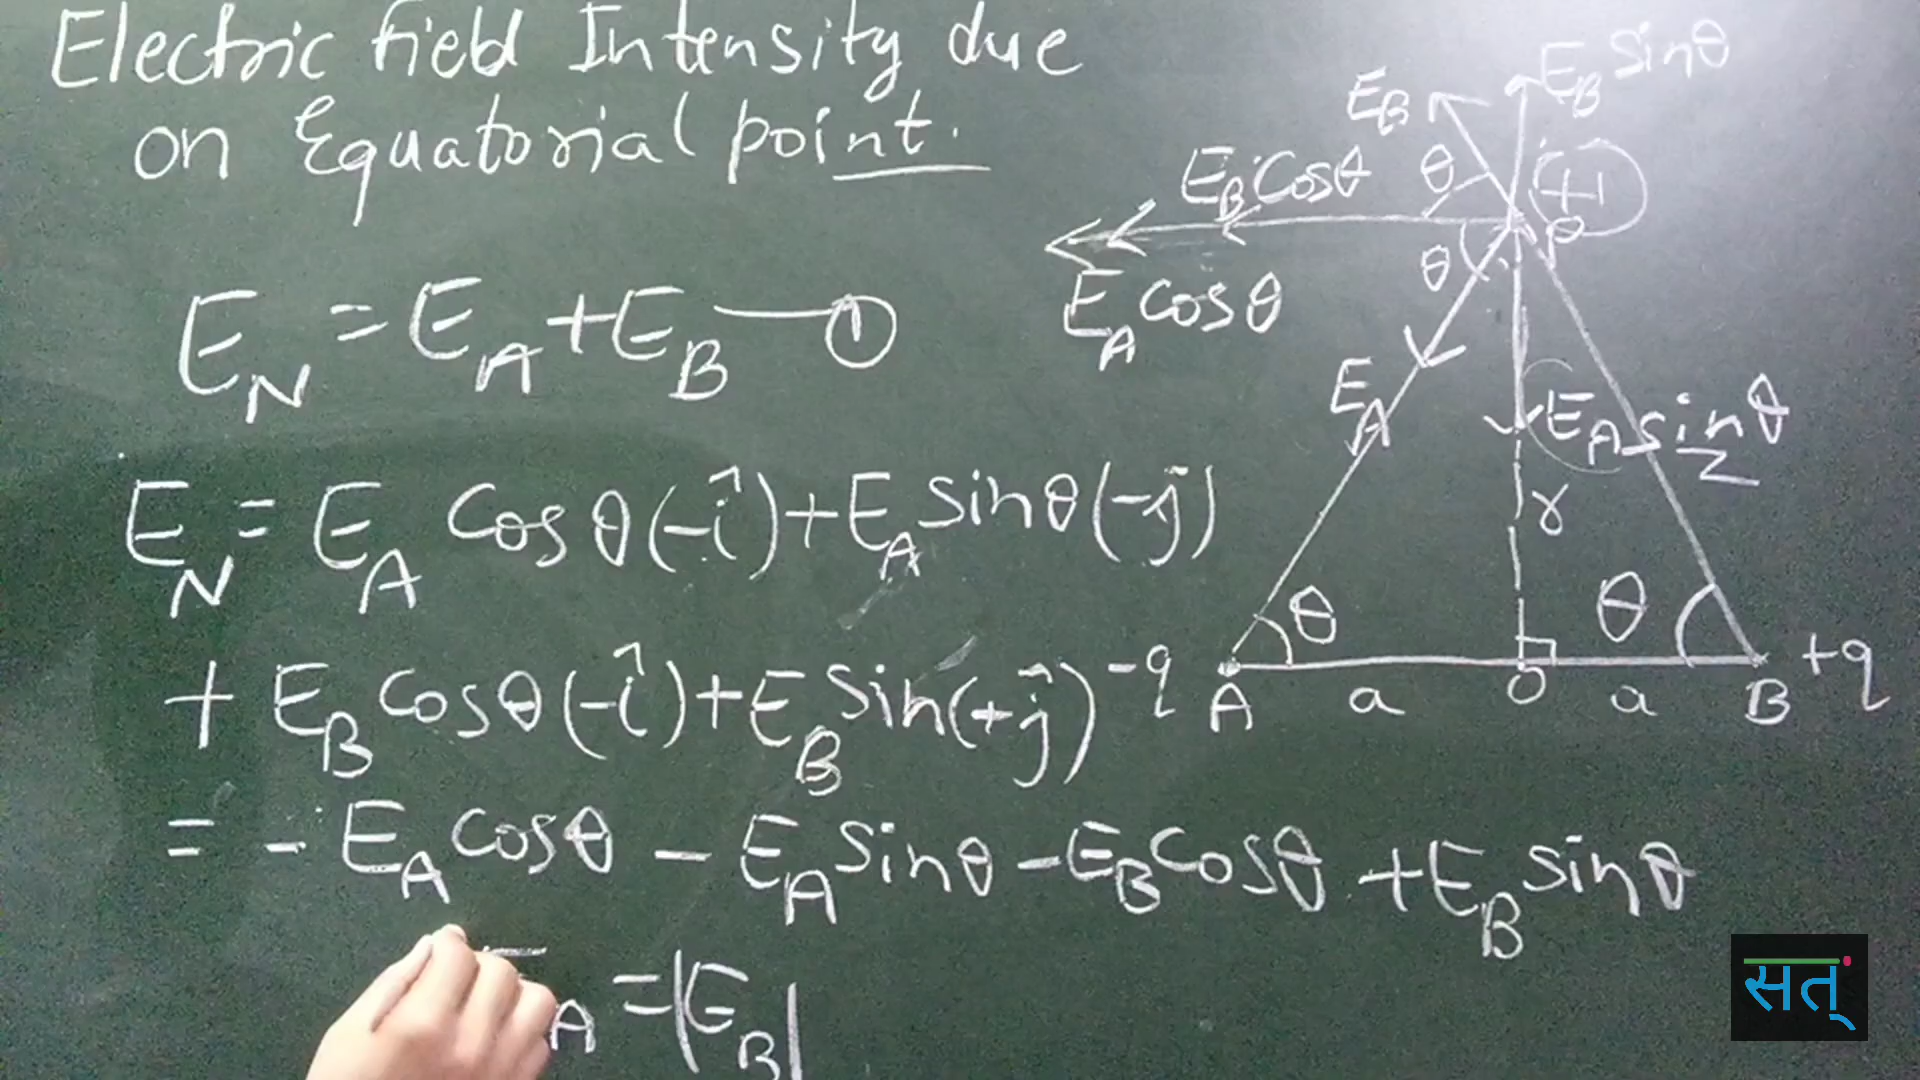 Electric field Intensity due
on Equatorial point.
E_N = E_A + E_B — ①
E_N = E_A Cosθ(-î) + E_A Sinθ(-ĵ)
+ E_B Cosθ(-î) + E_B Sin(+ĵ)
= - E_A Cosθ - E_A Sinθ - E_B Cosθ + E_B Sinθ
A = |E_B|
E_B Sinθ
E_B
E_B Cosθ
θ
(+1
P
θ
E_A Cosθ
E_A
E_A Sinθ
r
θ
θ
-q
A
a
O
a
B
+q
सत्